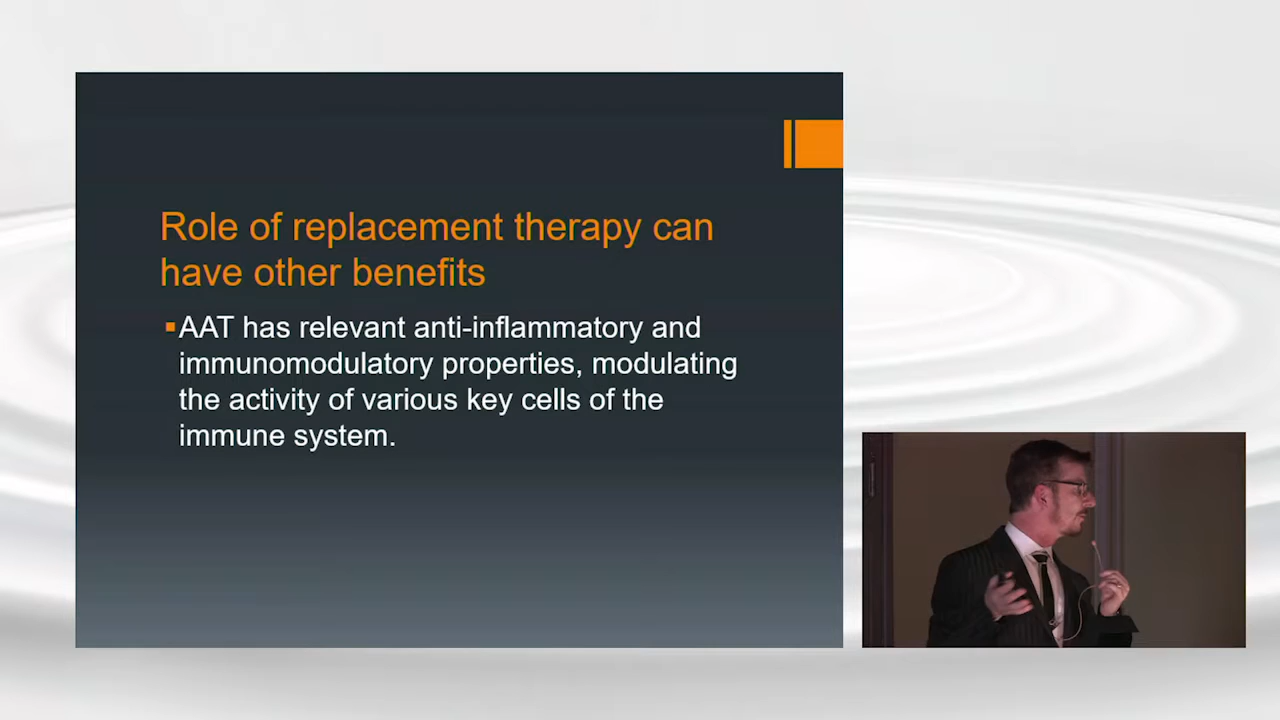 Role of replacement therapy can
have other benefits
▪AAT has relevant anti-inflammatory and
immunomodulatory properties, modulating
the activity of various key cells of the
immune system.